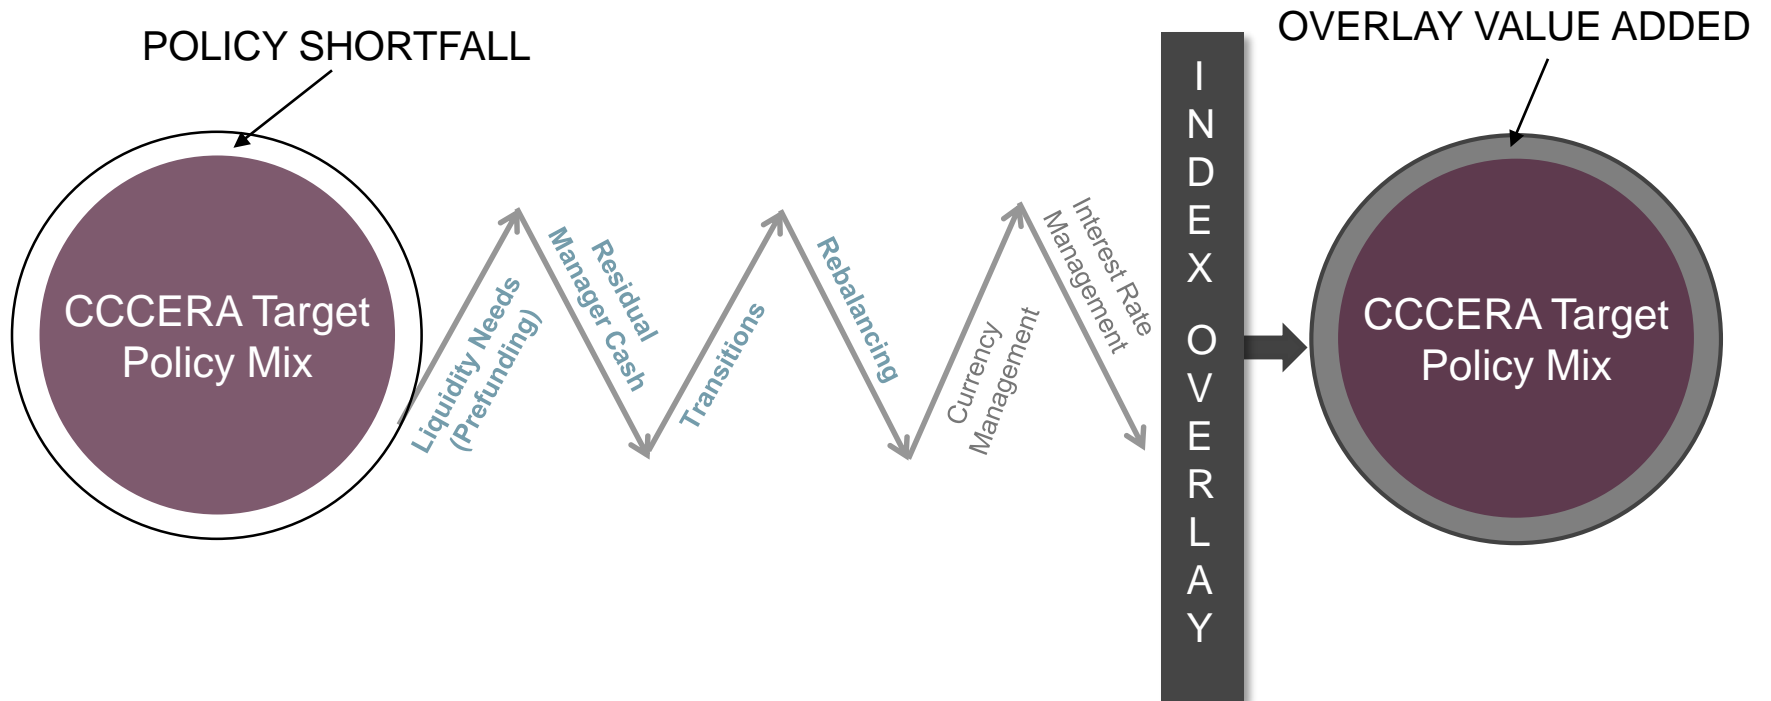 POLICY SHORTFALL
OVERLAY VALUE ADDED
CCCERA Target
Policy Mix
Liquidity Needs
(Prefunding)
Residual
Manager Cash
Transitions
Rebalancing
Currency
Management
Interest Rate
Management
INDEX OVERLAY
CCCERA Target
Policy Mix